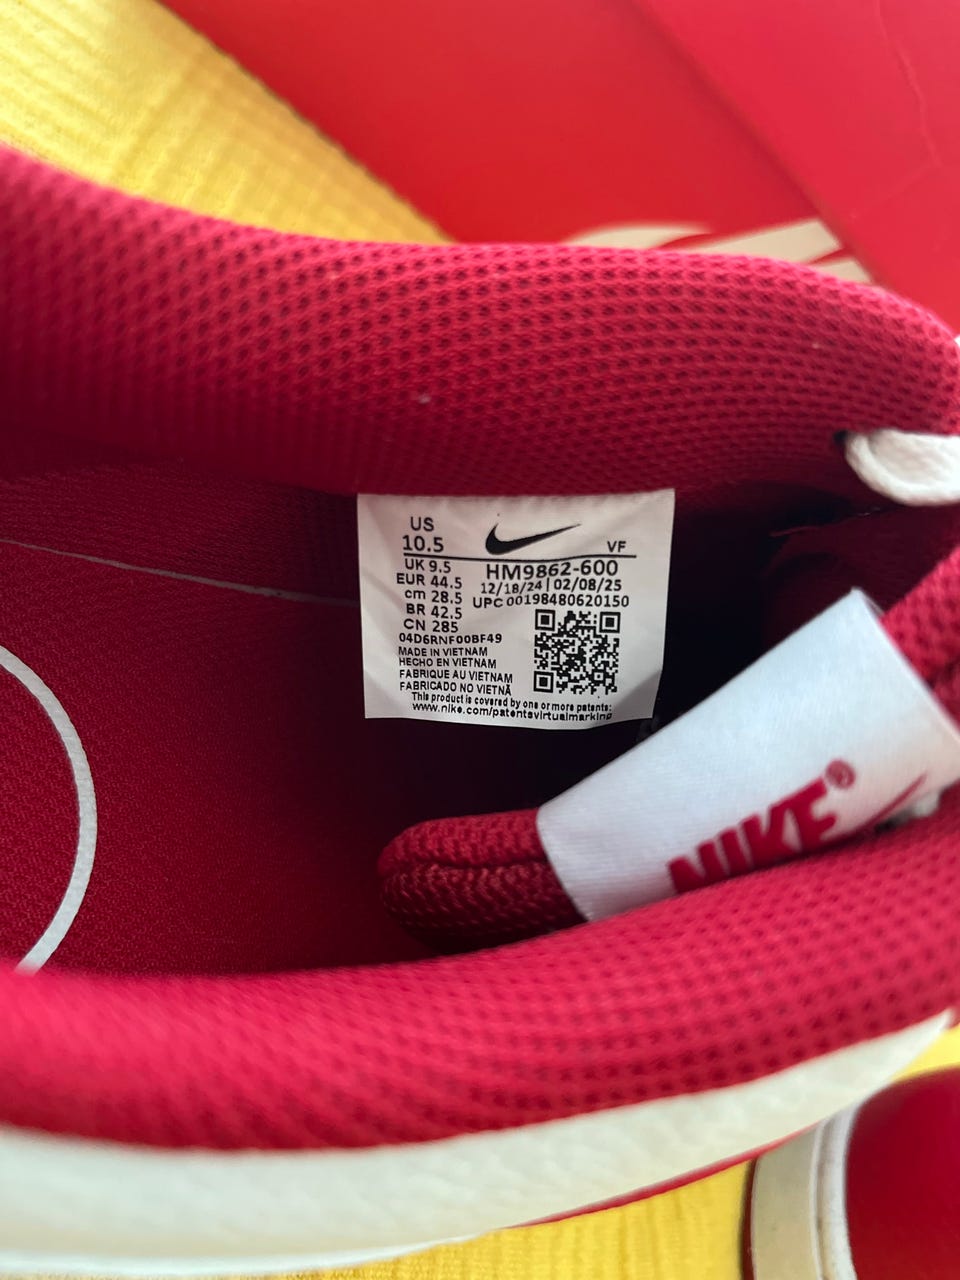 US
10.5
VF
UK 9.5
HM9862-600
EUR 44.5
12/18/24 | 02/08/25
cm 28.5
UPC 00198480620150
BR 42.5
CN 285
04D6RNF00BF49
MADE IN VIETNAM
HECHO EN VIETNAM
FABRIQUE AU VIETNAM
FABRICADO NO VIETNÃ
This product is covered by one or more patents:
www.nike.com/patentsvirtualmarking
NIKE®